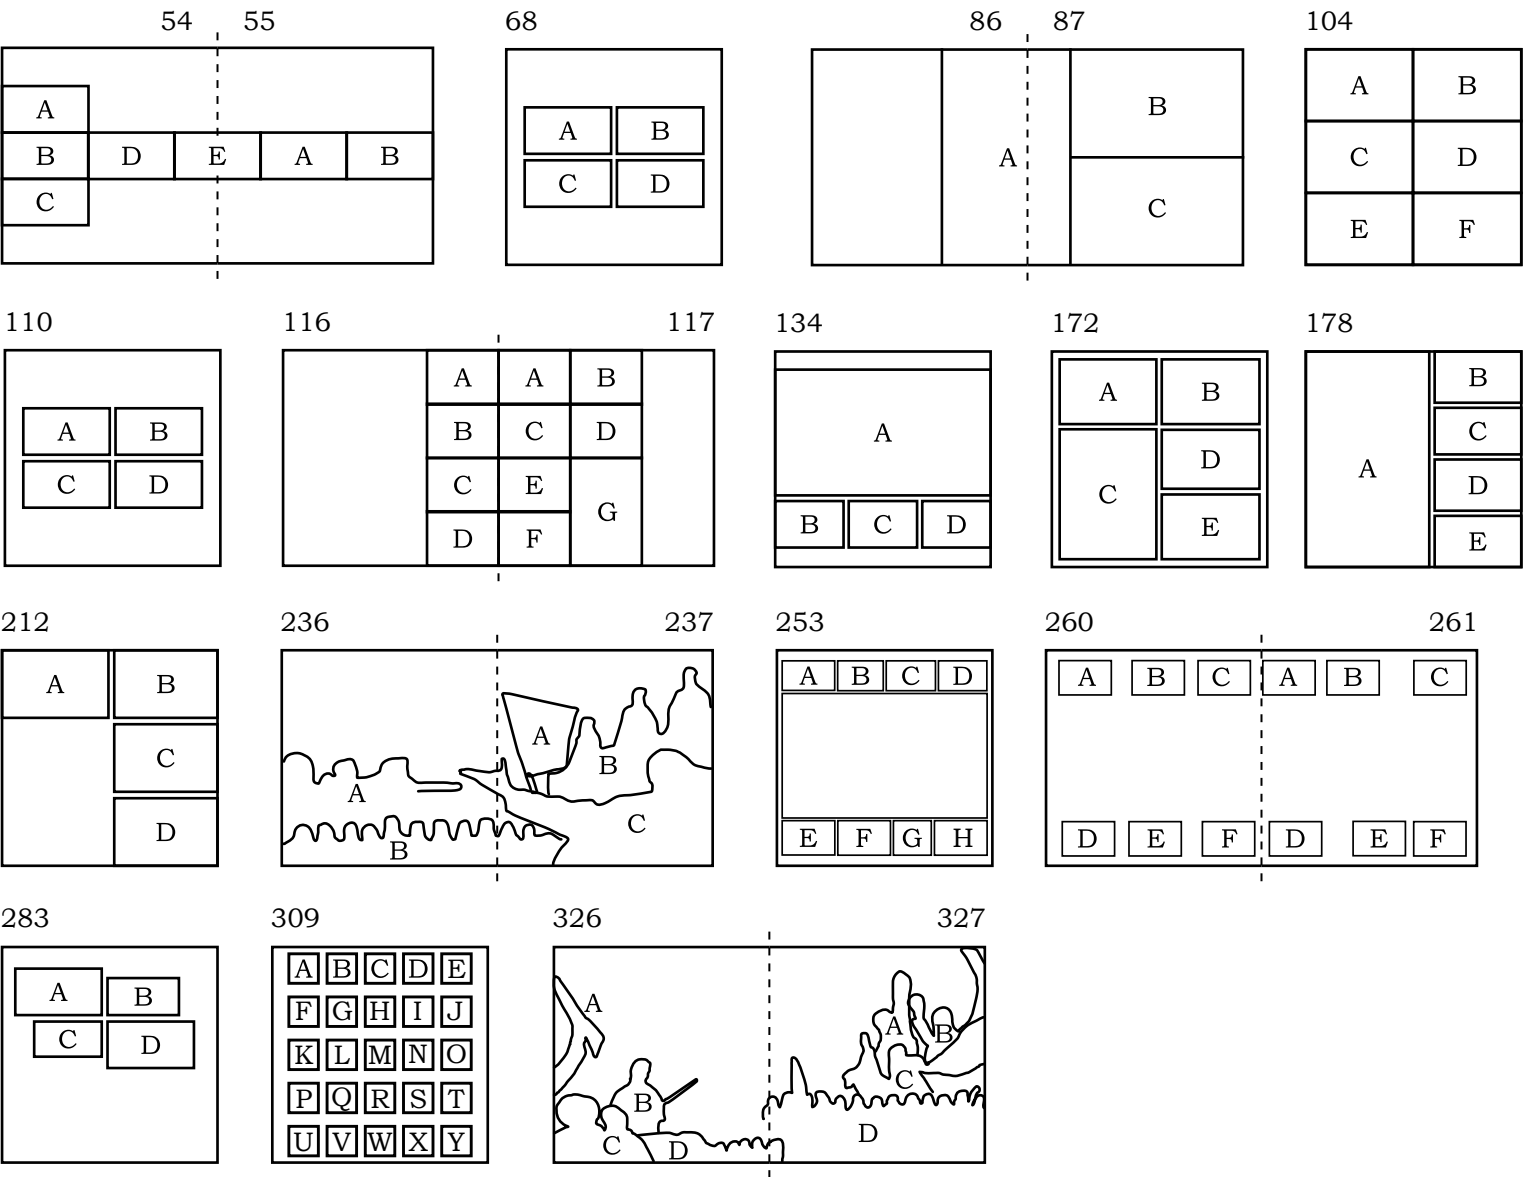 54 55 68 86 87 104
A
B D E A B
C
A B
C D
A B
C
A B
C D
E F
110 116 117 134 172 178
A B
C D
A A B
B C D
C E G
D F
A
B C D
A B
C D
E
A B
C
D
E
212 236 237 253 260 261
A B
C
D
A A B
B C
A B C D
E F G H
A B C A B C
D E F D E F
283 309 326 327
A B
C D
A B C D E
F G H I J
K L M N O
P Q R S T
U V W X Y
A A B
B C
C D D